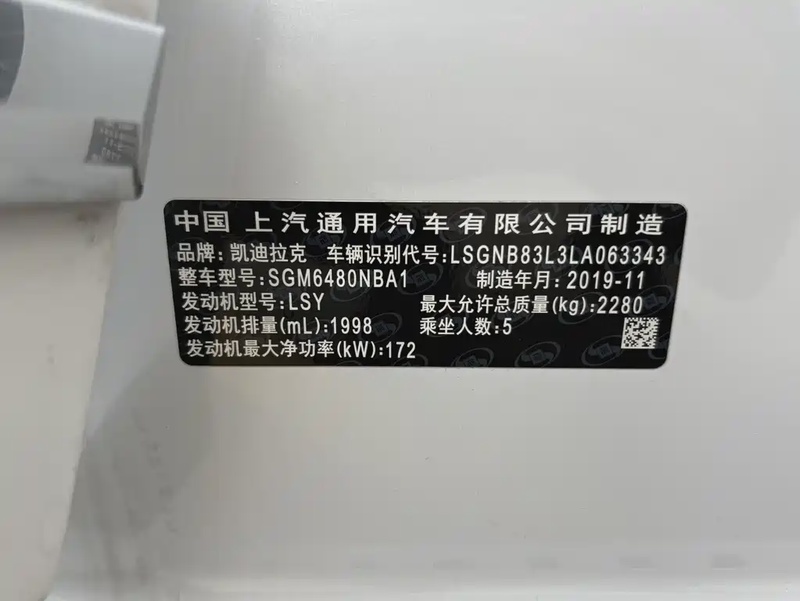 中国 上汽通用汽车有限公司制造
品牌: 凯迪拉克 车辆识别代号:LSGNB83L3LA063343
整车型号:SGM6480NBA1 制造年月:2019-11
发动机型号:LSY 最大允许总质量(kg):2280
发动机排量(mL):1998 乘坐人数:5
发动机最大净功率(kW):172